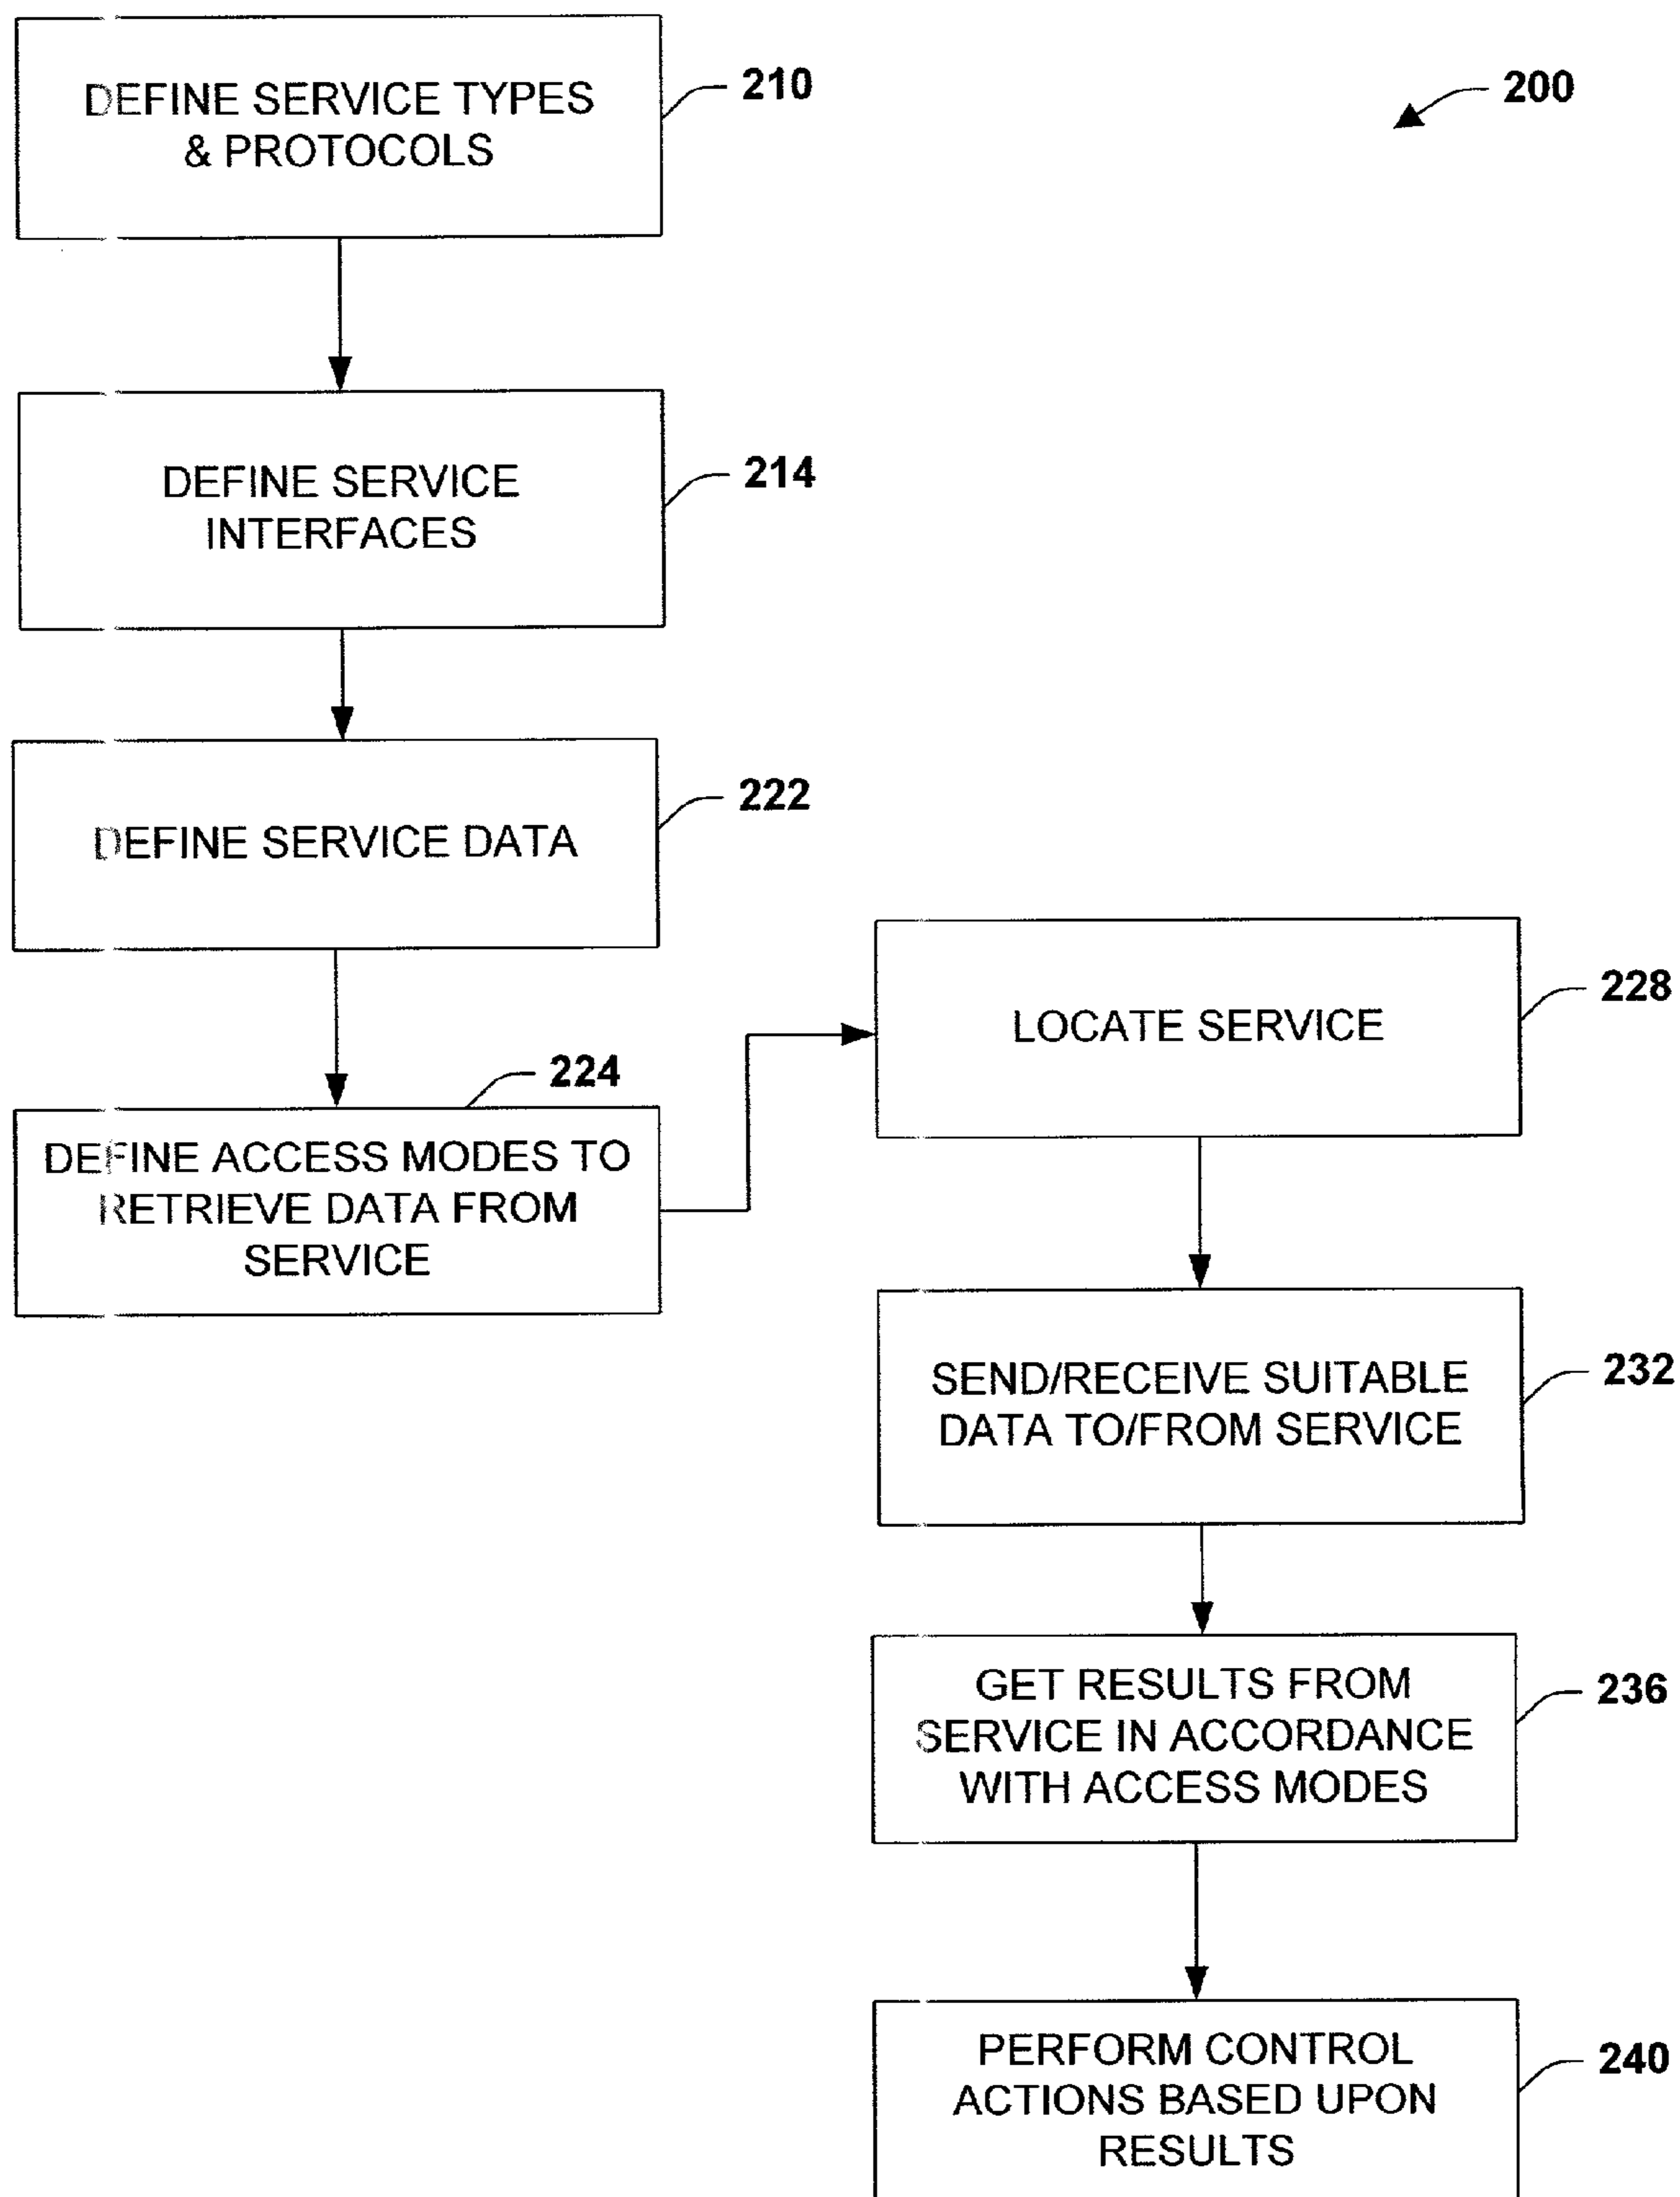 DEFINE SERVICE TYPES
& PROTOCOLS
210
200
DEFINE SERVICE
INTERFACES
214
DEFINE SERVICE DATA
222
224
DEFINE ACCESS MODES TO
RETRIEVE DATA FROM
SERVICE
LOCATE SERVICE
228
SEND/RECEIVE SUITABLE
DATA TO/FROM SERVICE
232
GET RESULTS FROM
SERVICE IN ACCORDANCE
WITH ACCESS MODES
236
PERFORM CONTROL
ACTIONS BASED UPON
RESULTS
240